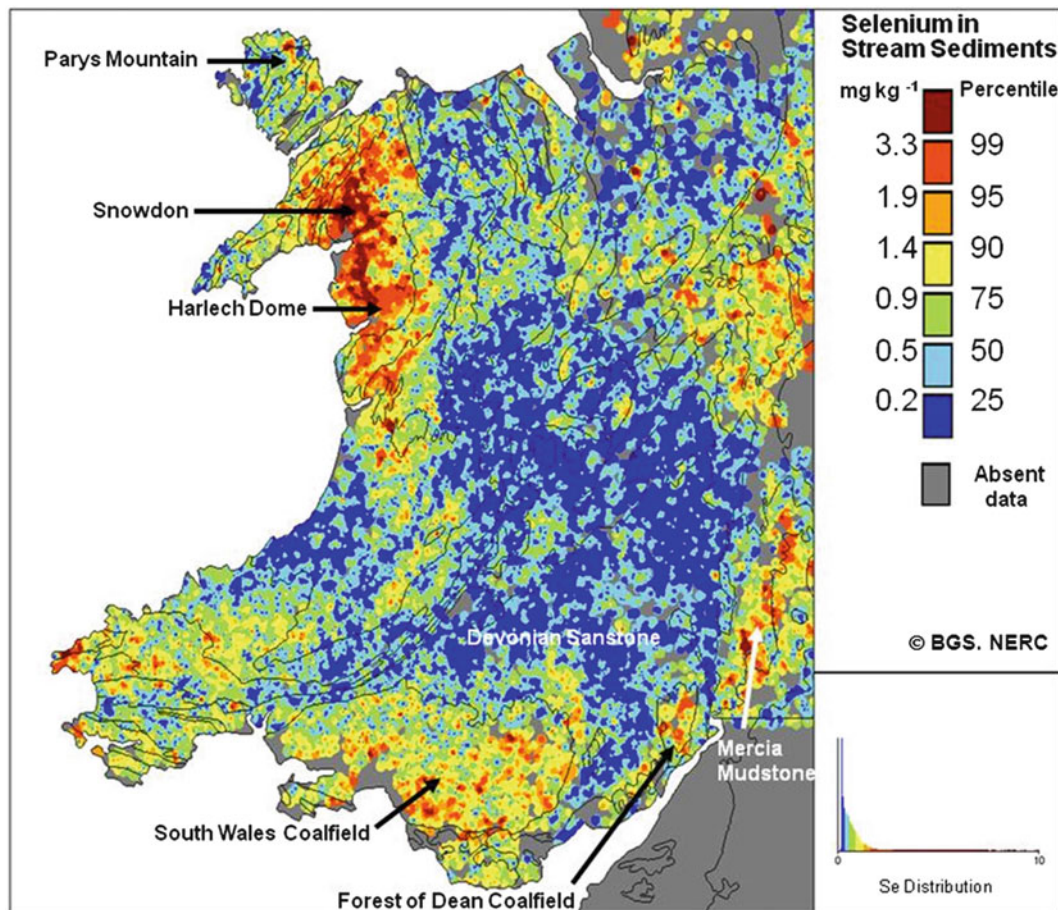 Parys Mountain
Snowdon
Harlech Dome
Devonian Sanstone
Mercia
Mudstone
South Wales Coalfield
Forest of Dean Coalfield
Selenium in
Stream Sediments
mg kg -1 Percentile
3.3 99
1.9 95
1.4 90
0.9 75
0.5 50
0.2 25
Absent
data
© BGS. NERC
0 10
Se Distribution